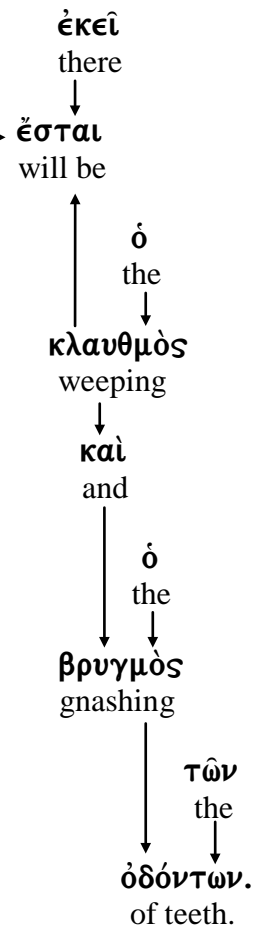 ἐκεῖ
there
ἔσται
will be
ὁ
the
κλαυθμὸς
weeping
καὶ
and
ὁ
the
βρυγμὸς
gnashing
τῶν
the
ὀδόντων.
of teeth.